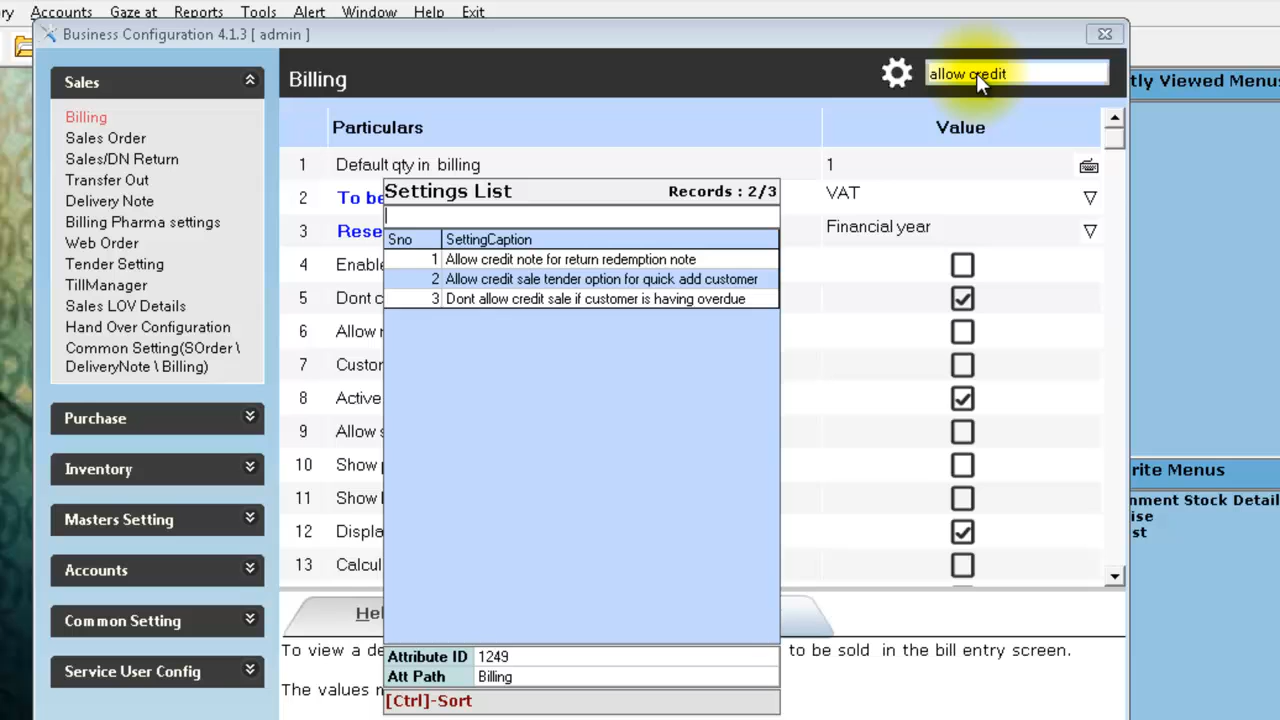 ry Accounts Gaze at Reports Tools Alert Window Help Exit
Business Configuration 4.1.3 [ admin ]
Sales
Billing
Sales Order
Sales/DN Return
Transfer Out
Delivery Note
Billing Pharma settings
Web Order
Tender Setting
TillManager
Sales LOV Details
Hand Over Configuration
Common Setting(SOrder \
DeliveryNote \ Billing)
Purchase
Inventory
Masters Setting
Accounts
Common Setting
Service User Config
Billing
allow credit
Particulars Value
1 Default qty in billing 1
2 To be VAT
3 Rese Financial year
4 Enable
5 Dont c
6 Allow r
7 Custor
8 Active
9 Allow s
10 Show p
11 Show l
12 Displa
13 Calcul
Settings List Records : 2/3
Sno SettingCaption
1 Allow credit note for return redemption note
2 Allow credit sale tender option for quick add customer
3 Dont allow credit sale if customer is having overdue
Attribute ID 1249
Att Path Billing
[Ctrl]-Sort
Hel
To view a de to be sold in the bill entry screen.
The values n
tly Viewed Menus
rite Menus
nment Stock Detail
ise
st